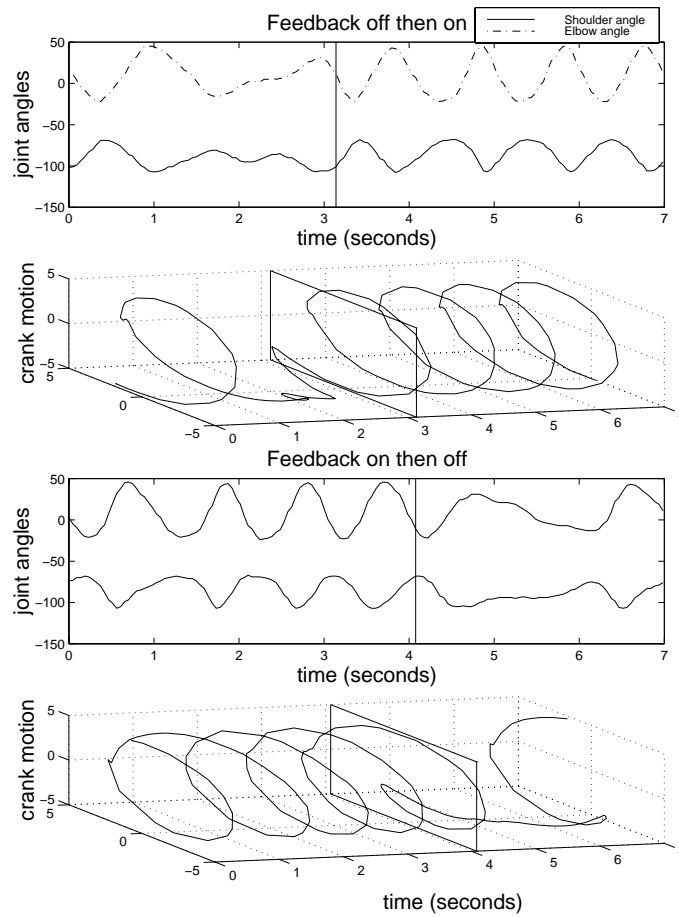 Feedback off then on
Shoulder angle
Elbow angle
50
0
−50
−100
−150
joint angles
0 1 2 3 4 5 6 7
time (seconds)
5
0
−5
crank motion
5
0
−5
0 1 2 3 4 5 6
Feedback on then off
50
0
−50
−100
−150
joint angles
0 1 2 3 4 5 6 7
time (seconds)
5
0
−5
crank motion
5
0
−5
0 1 2 3 4 5 6
time (seconds)